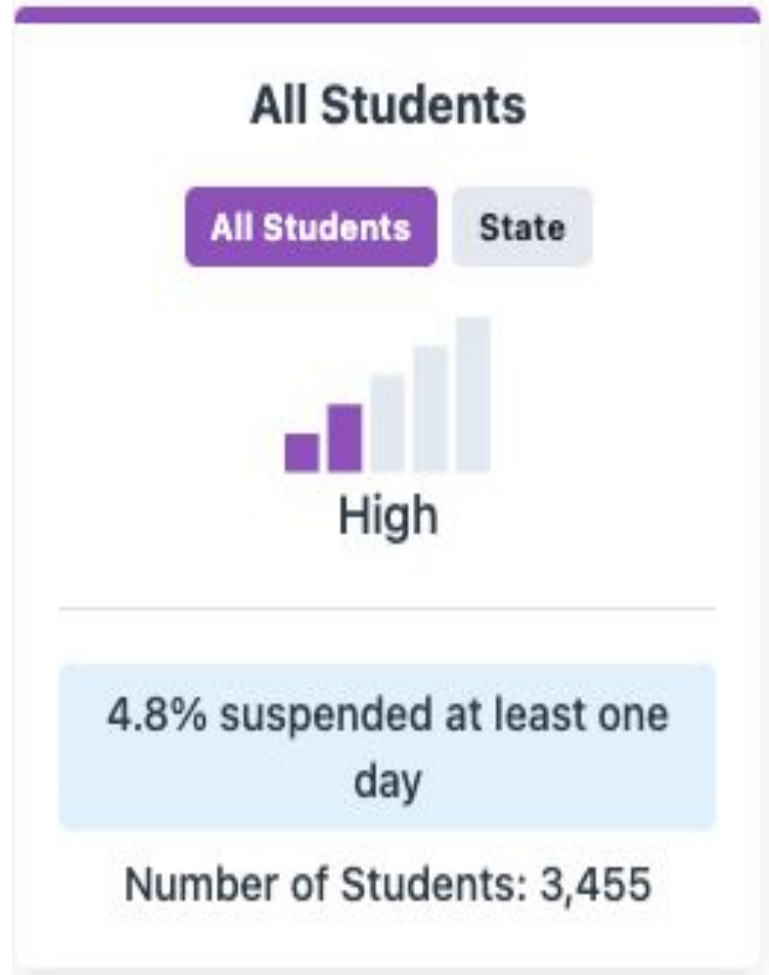 All Students
All Students
State
High
4.8% suspended at least one
day
Number of Students: 3,455